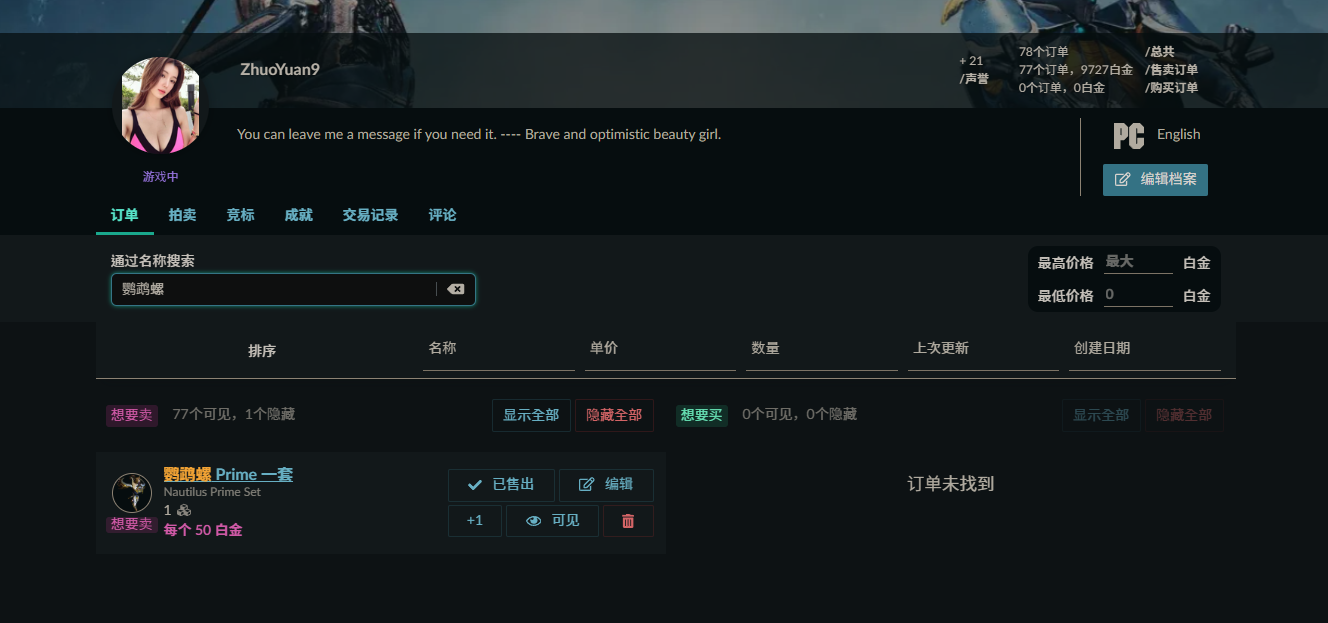 ZhuoYuan9
+ 21
/声誉
78个订单 /总共
77个订单，9727白金 /售卖订单
0个订单，0白金 /购买订单
You can leave me a message if you need it. ---- Brave and optimistic beauty girl.
PC English
游戏中
编辑档案
订单 拍卖 竞标 成就 交易记录 评论
通过名称搜索
鹦鹉螺
最高价格 最大 白金
最低价格 0 白金
排序 名称 单价 数量 上次更新 创建日期
想要卖 77个可见，1个隐藏 显示全部 隐藏全部 想要买 0个可见，0个隐藏 显示全部 隐藏全部
鹦鹉螺 Prime 一套
Nautilus Prime Set
1
想要卖
每个 50 白金
已售出 编辑
+1 可见
订单未找到